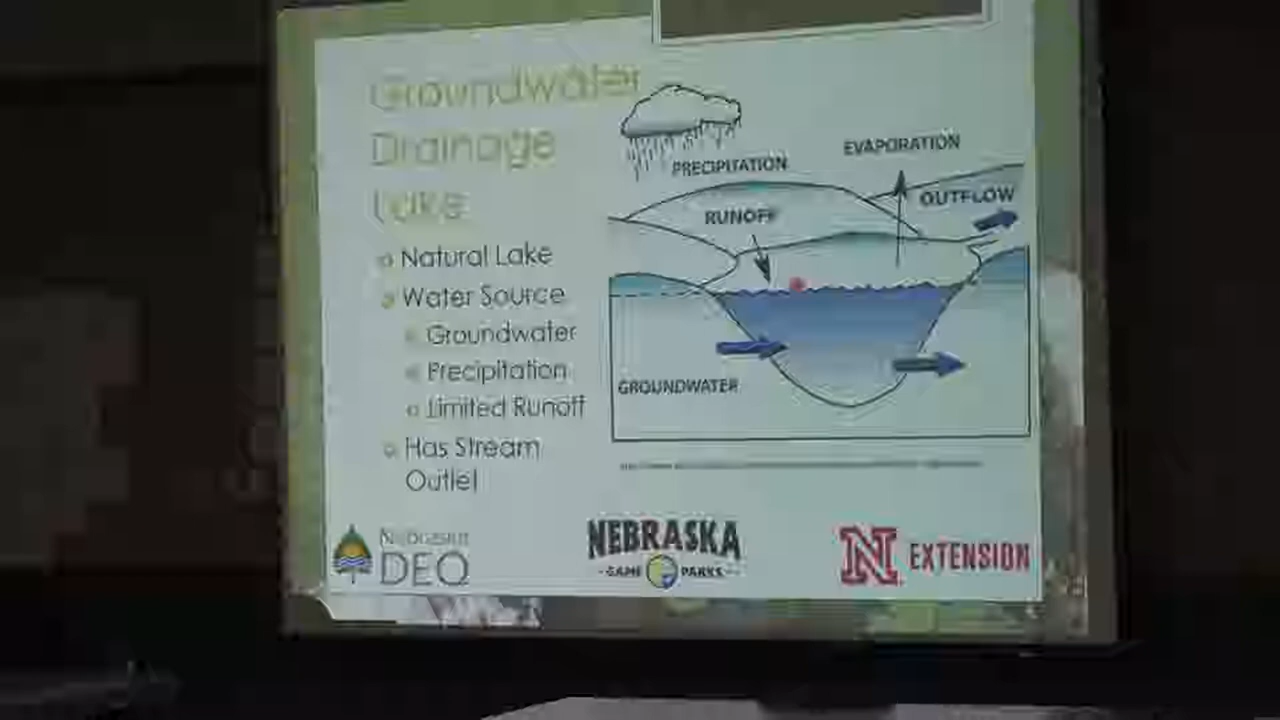 Groundwater
Drainage
Lake
Natural Lake
Water Source
Groundwater
Precipitation
Limited Runoff
Has Stream
Outlet
PRECIPITATION
EVAPORATION
RUNOFF
OUTFLOW
GROUNDWATER
Nebraska
DEQ
NEBRASKA
- GAME PARKS -
N EXTENSION